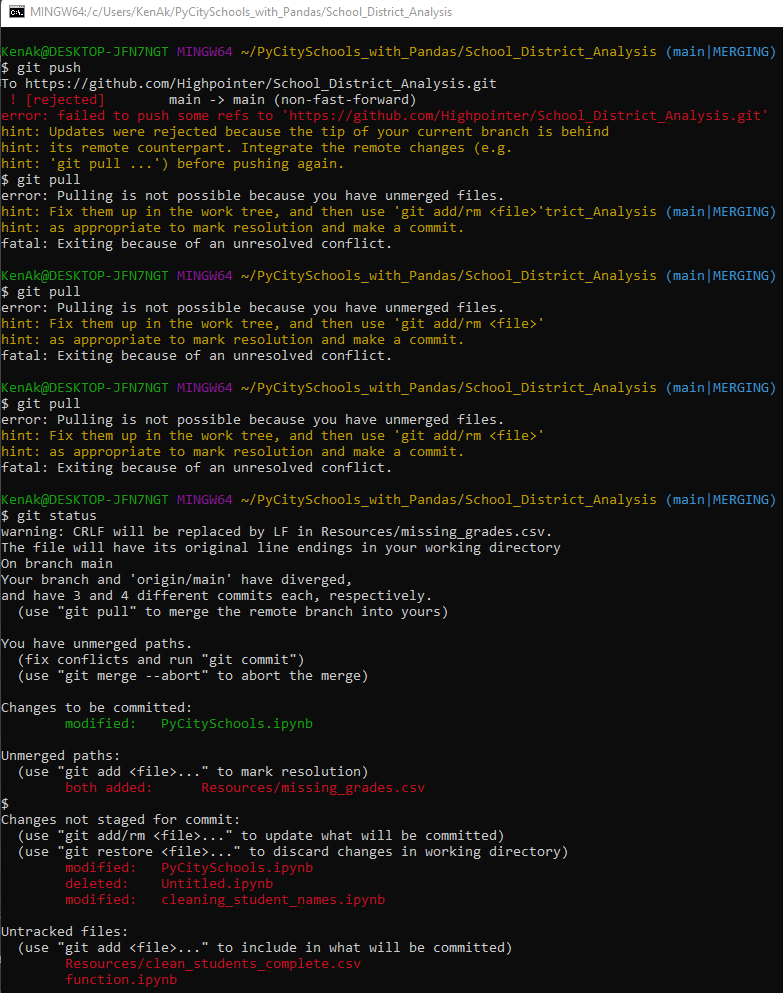 MINGW64:/c/Users/KenAk/PyCitySchools_with_Pandas/School_District_Analysis
KenAk@DESKTOP-JFN7NGT MINGW64 ~/PyCitySchools_with_Pandas/School_District_Analysis (main|MERGING)
$ git push
To https://github.com/Highpointer/School_District_Analysis.git
 ! [rejected]        main -> main (non-fast-forward)
error: failed to push some refs to 'https://github.com/Highpointer/School_District_Analysis.git'
hint: Updates were rejected because the tip of your current branch is behind
hint: its remote counterpart. Integrate the remote changes (e.g.
hint: 'git pull ...') before pushing again.
$ git pull
error: Pulling is not possible because you have unmerged files.
hint: Fix them up in the work tree, and then use 'git add/rm <file>'trict_Analysis (main|MERGING)
hint: as appropriate to mark resolution and make a commit.
fatal: Exiting because of an unresolved conflict.
KenAk@DESKTOP-JFN7NGT MINGW64 ~/PyCitySchools_with_Pandas/School_District_Analysis (main|MERGING)
$ git pull
error: Pulling is not possible because you have unmerged files.
hint: Fix them up in the work tree, and then use 'git add/rm <file>'
hint: as appropriate to mark resolution and make a commit.
fatal: Exiting because of an unresolved conflict.
KenAk@DESKTOP-JFN7NGT MINGW64 ~/PyCitySchools_with_Pandas/School_District_Analysis (main|MERGING)
$ git pull
error: Pulling is not possible because you have unmerged files.
hint: Fix them up in the work tree, and then use 'git add/rm <file>'
hint: as appropriate to mark resolution and make a commit.
fatal: Exiting because of an unresolved conflict.
KenAk@DESKTOP-JFN7NGT MINGW64 ~/PyCitySchools_with_Pandas/School_District_Analysis (main|MERGING)
$ git status
warning: CRLF will be replaced by LF in Resources/missing_grades.csv.
The file will have its original line endings in your working directory
On branch main
Your branch and 'origin/main' have diverged,
and have 3 and 4 different commits each, respectively.
  (use "git pull" to merge the remote branch into yours)
You have unmerged paths.
  (fix conflicts and run "git commit")
  (use "git merge --abort" to abort the merge)
Changes to be committed:
        modified:   PyCitySchools.ipynb
Unmerged paths:
  (use "git add <file>..." to mark resolution)
        both added:      Resources/missing_grades.csv
$
Changes not staged for commit:
  (use "git add/rm <file>..." to update what will be committed)
  (use "git restore <file>..." to discard changes in working directory)
        modified:   PyCitySchools.ipynb
        deleted:    Untitled.ipynb
        modified:   cleaning_student_names.ipynb
Untracked files:
  (use "git add <file>..." to include in what will be committed)
        Resources/clean_students_complete.csv
        function.ipynb